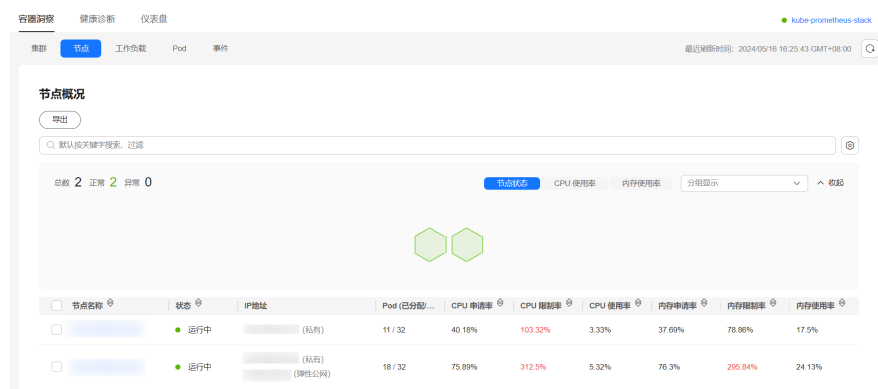 容器洞察 健康诊断 仪表盘 kube-prometheus-stack
集群 节点 工作负载 Pod 事件 最近刷新时间：2024/05/16 16:25:43 GMT+08:00
节点概况
导出
默认按关键字搜索、过滤
总数 2 正常 2 异常 0 节点状态 CPU 使用率 内存使用率 分组显示 收起
节点名称 状态 IP地址 Pod (已分配/... CPU 申请率 CPU 限制率 CPU 使用率 内存申请率 内存限制率 内存使用率
运行中 (私有) 11 / 32 40.18% 103.32% 3.33% 37.69% 78.86% 17.5%
(私有)
运行中 18 / 32 75.89% 312.5% 5.32% 76.3% 295.84% 24.13%
(弹性公网)